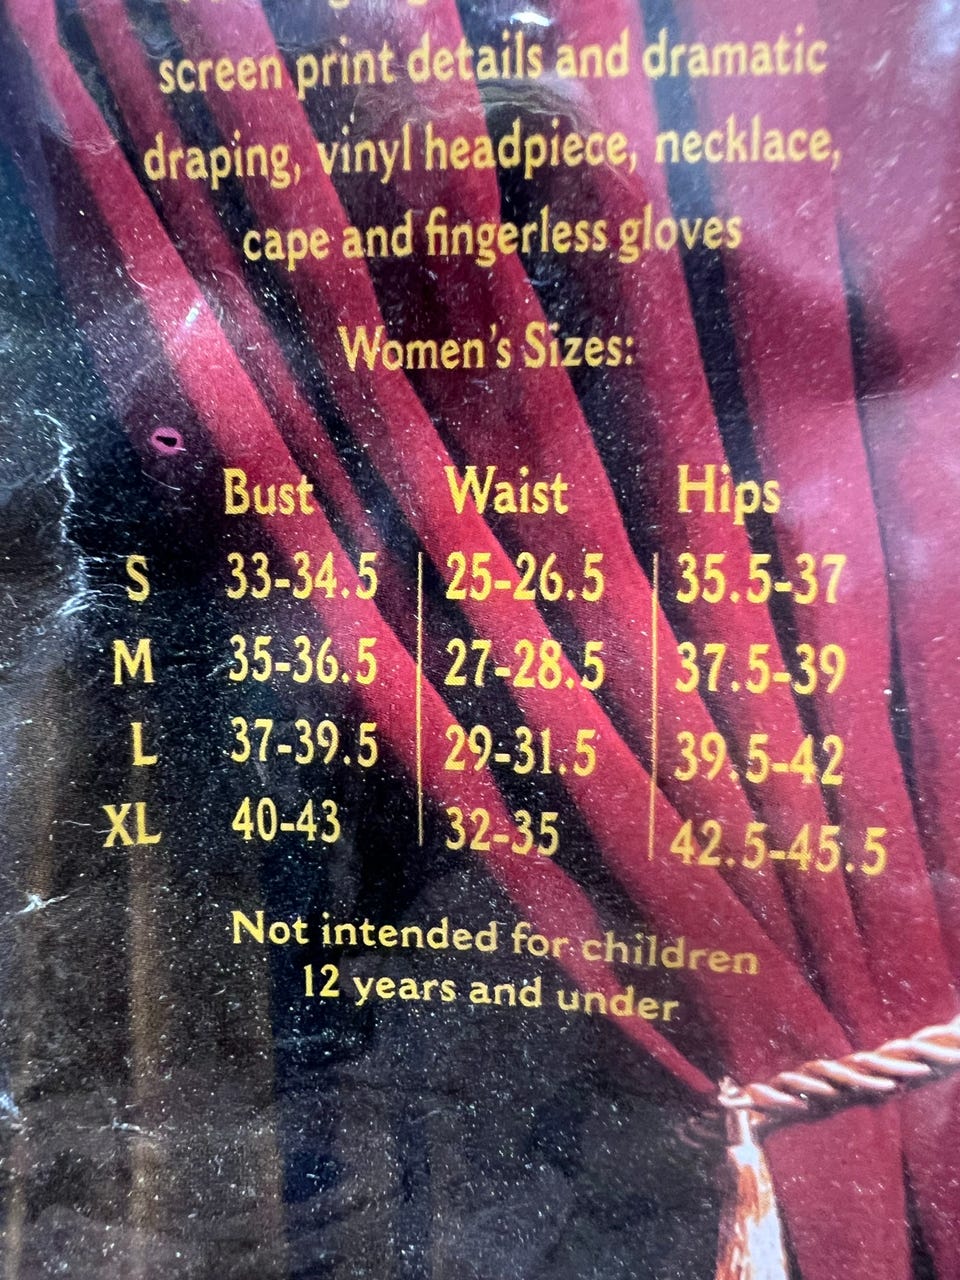 screen print details and dramatic
draping, vinyl headpiece, necklace,
cape and fingerless gloves
Women's Sizes:
Bust Waist Hips
S 33-34.5 25-26.5 35.5-37
M 35-36.5 27-28.5 37.5-39
L 37-39.5 29-31.5 39.5-42
XL 40-43 32-35 42.5-45.5
Not intended for children
12 years and under